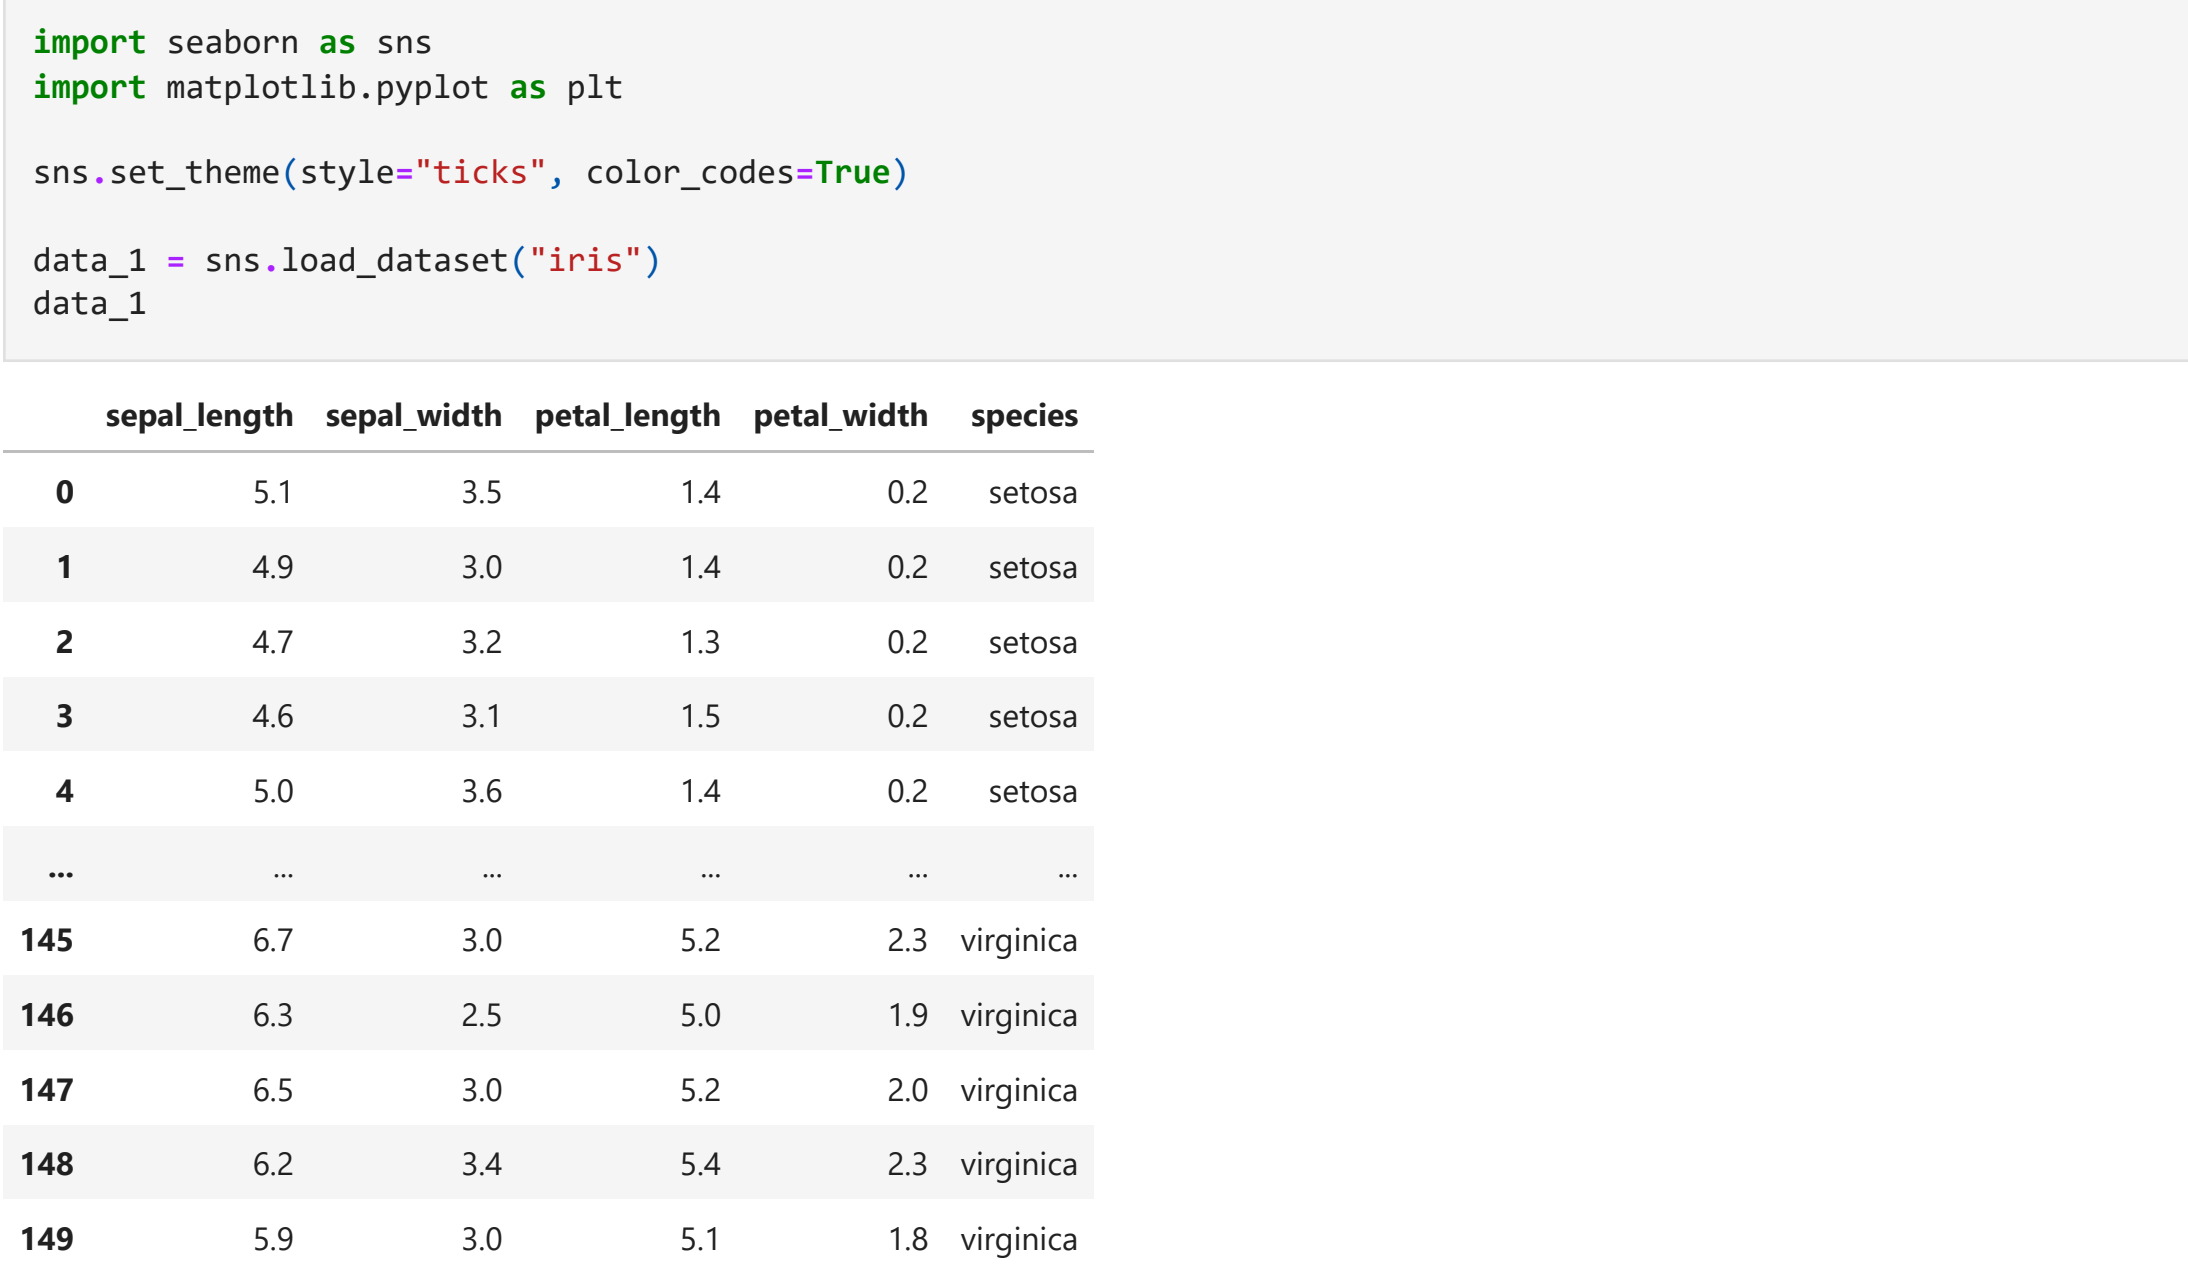 import seaborn as sns
import matplotlib.pyplot as plt
sns.set_theme(style="ticks", color_codes=True)
data_1 = sns.load_dataset("iris")
data_1
sepal_length sepal_width petal_length petal_width species
0 5.1 3.5 1.4 0.2 setosa
1 4.9 3.0 1.4 0.2 setosa
2 4.7 3.2 1.3 0.2 setosa
3 4.6 3.1 1.5 0.2 setosa
4 5.0 3.6 1.4 0.2 setosa
... ... ... ... ... ...
145 6.7 3.0 5.2 2.3 virginica
146 6.3 2.5 5.0 1.9 virginica
147 6.5 3.0 5.2 2.0 virginica
148 6.2 3.4 5.4 2.3 virginica
149 5.9 3.0 5.1 1.8 virginica